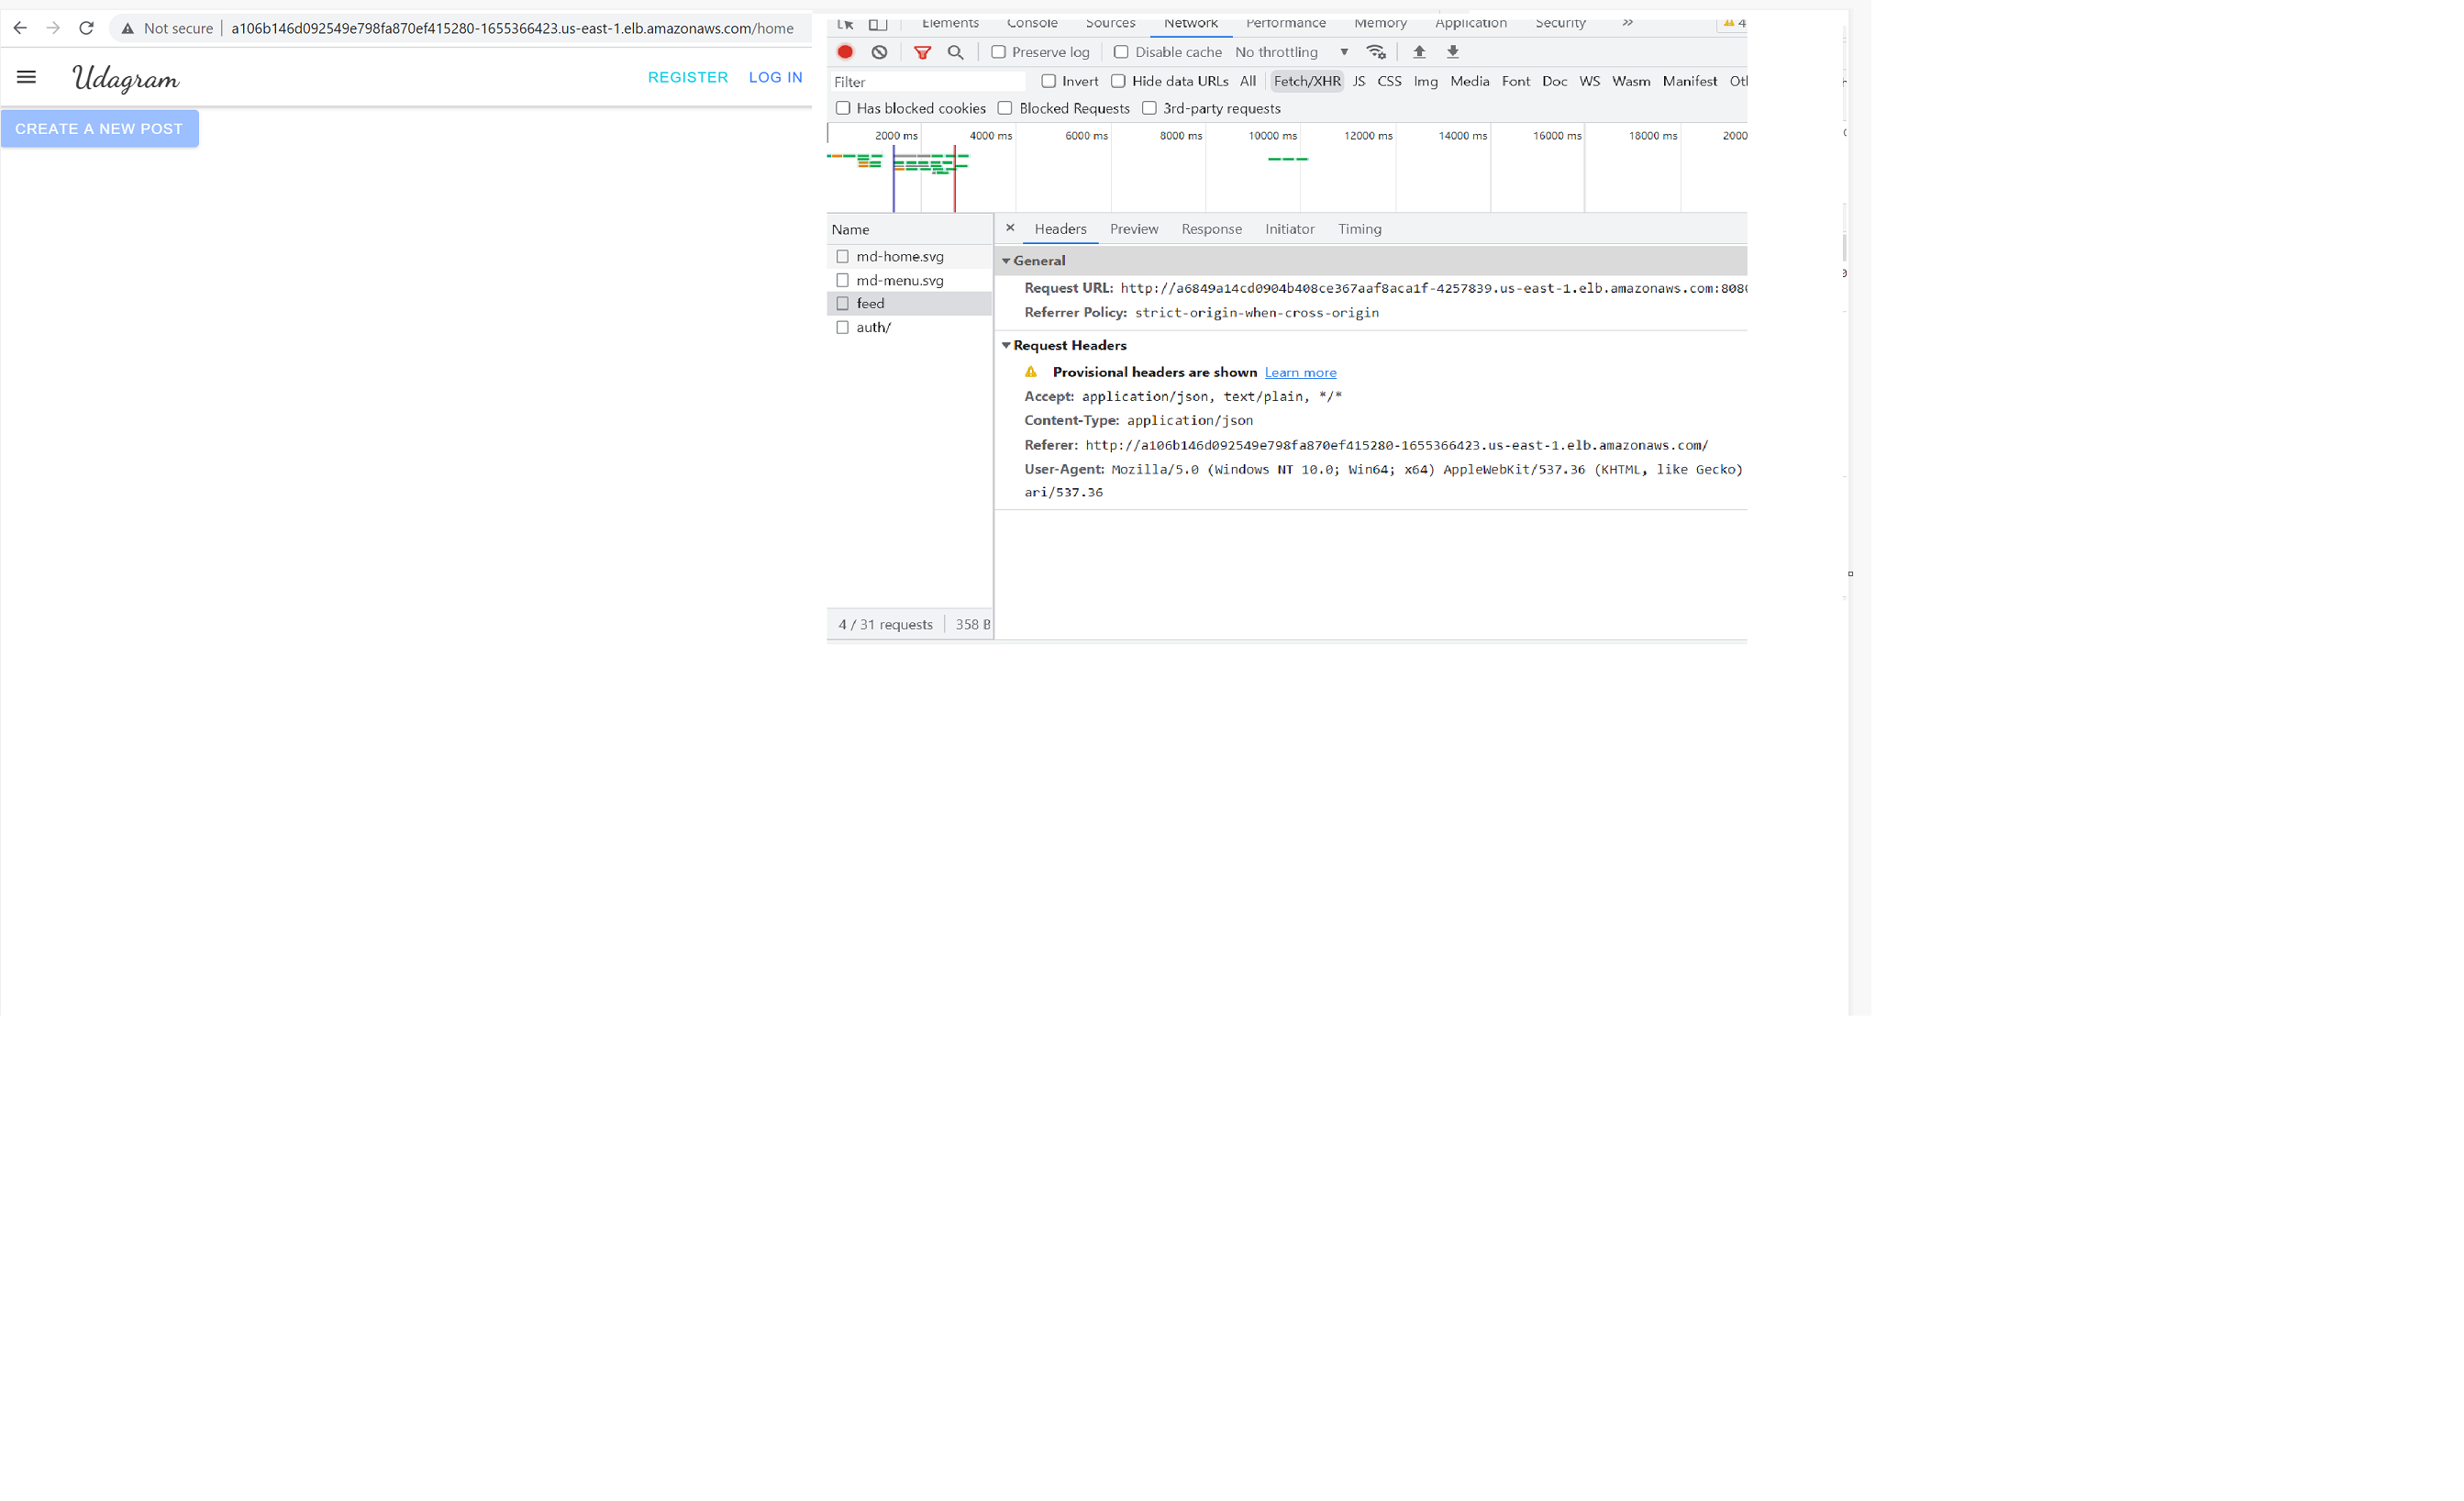 Not secure | a106b146d092549e798fa870ef415280-1655366423.us-east-1.elb.amazonaws.com/home
Udagram
REGISTER LOG IN
CREATE A NEW POST
Elements Console Sources Network Performance Memory Application Security » 4
Preserve log Disable cache No throttling
Filter Invert Hide data URLs All Fetch/XHR JS CSS Img Media Font Doc WS Wasm Manifest
Has blocked cookies Blocked Requests 3rd-party requests
2000 ms 4000 ms 6000 ms 8000 ms 10000 ms 12000 ms 14000 ms 16000 ms 18000 ms 2000
Name
md-home.svg
md-menu.svg
feed
auth/
4 / 31 requests 358 B
× Headers Preview Response Initiator Timing
General
Request URL: http://a6849a14cd0904b408ce367aaf8aca1f-4257839.us-east-1.elb.amazonaws.com:808
Referrer Policy: strict-origin-when-cross-origin
Request Headers
Provisional headers are shown Learn more
Accept: application/json, text/plain, */*
Content-Type: application/json
Referer: http://a106b146d092549e798fa870ef415280-1655366423.us-east-1.elb.amazonaws.com/
User-Agent: Mozilla/5.0 (Windows NT 10.0; Win64; x64) AppleWebKit/537.36 (KHTML, like Gecko)
ari/537.36